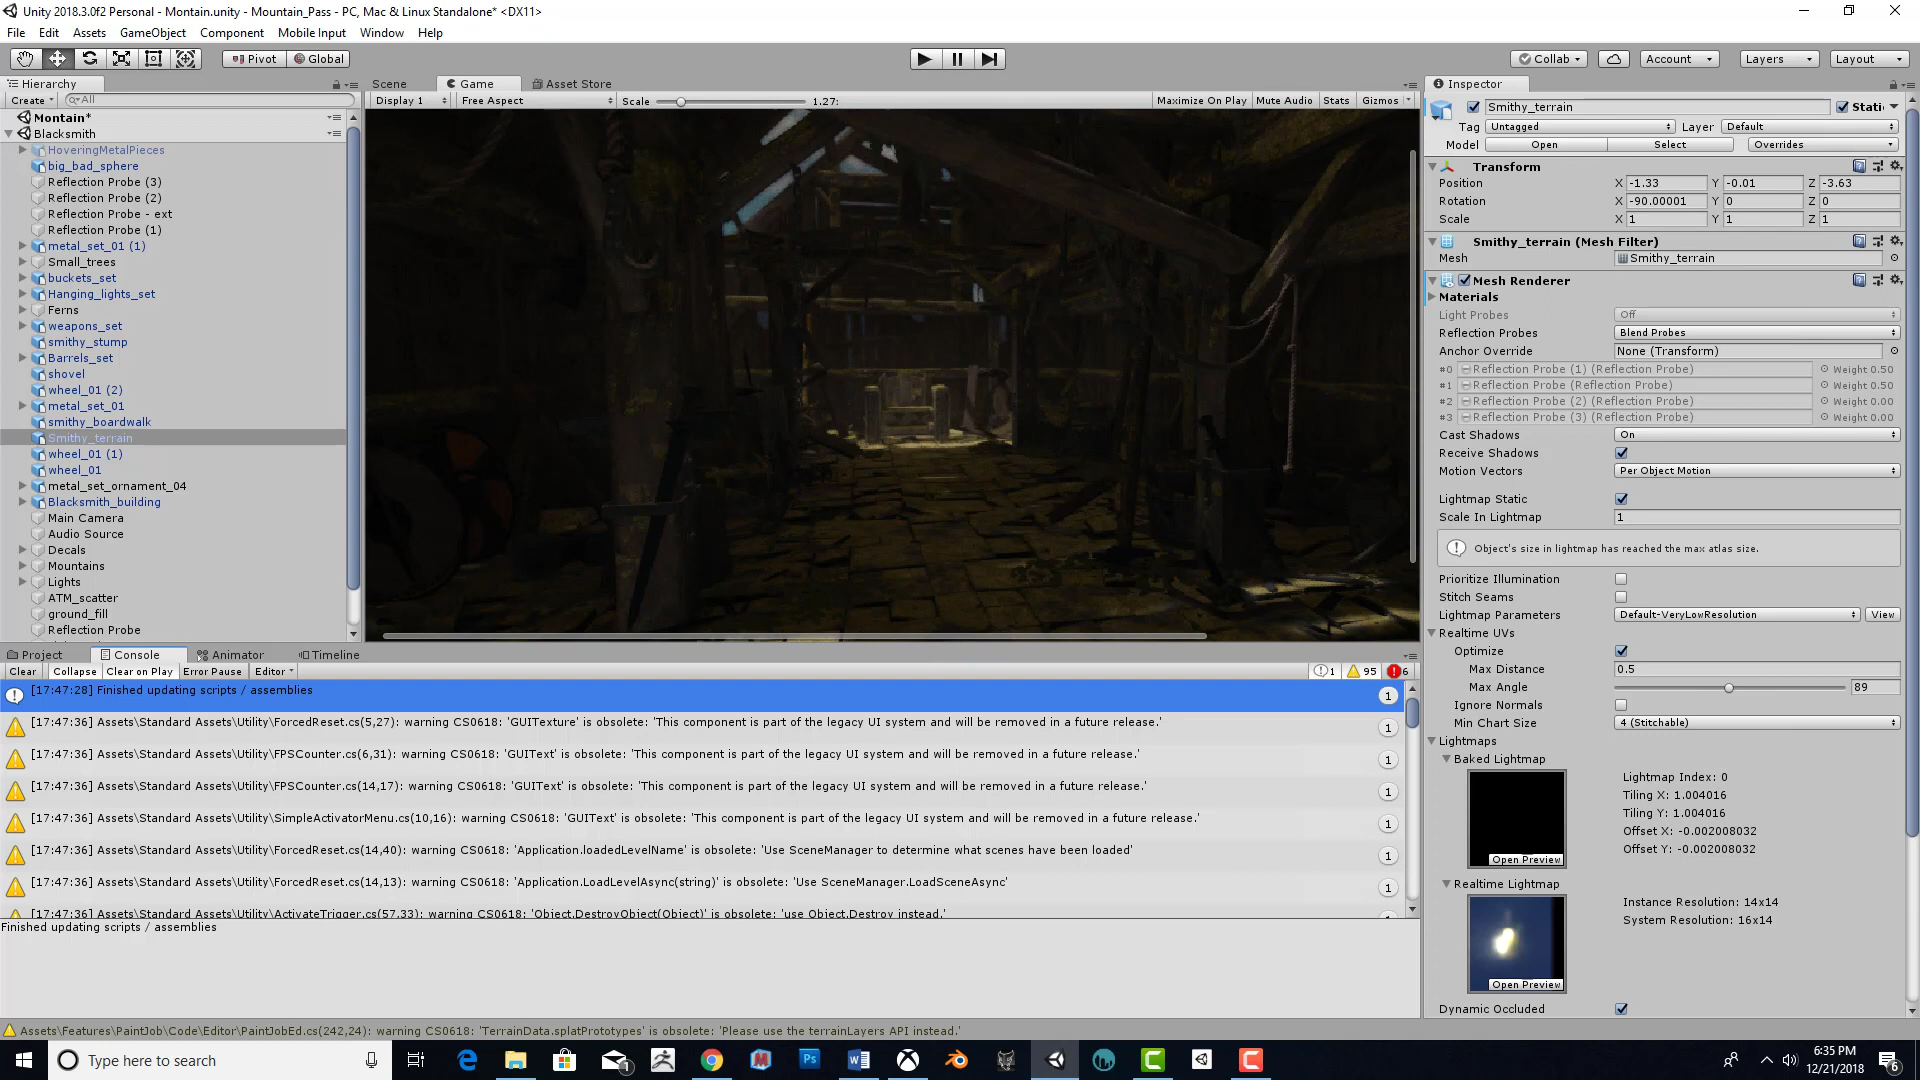 Unity 2018.3.0f2 Personal - Montain.unity - Mountain_Pass - PC, Mac & Linux Standalone* <DX11>
File Edit Assets GameObject Component Mobile Input Window Help
Pivot Global Collab Account Layers Layout
Hierarchy Scene Game Asset Store Inspector
Create All Display 1 Free Aspect Scale 1.27: Maximize On Play Mute Audio Stats Gizmos
Montain*
Blacksmith
HoveringMetalPieces
big_bad_sphere
Reflection Probe (3)
Reflection Probe (2)
Reflection Probe - ext
Reflection Probe (1)
metal_set_01 (1)
Small_trees
buckets_set
Hanging_lights_set
Ferns
weapons_set
smithy_stump
Barrels_set
shovel
wheel_01 (2)
metal_set_01
smithy_boardwalk
Smithy_terrain
wheel_01 (1)
wheel_01
metal_set_ornament_04
Blacksmith_building
Main Camera
Audio Source
Decals
Mountains
Lights
ATM_scatter
ground_fill
Reflection Probe
Smithy_terrain Stati
Tag Untagged Layer Default
Model Open Select Overrides
Transform
Position X -1.33 Y -0.01 Z -3.63
Rotation X -90.00001 Y 0 Z 0
Scale X 1 Y 1 Z 1
Smithy_terrain (Mesh Filter)
Mesh Smithy_terrain
Mesh Renderer
Materials
Light Probes Off
Reflection Probes Blend Probes
Anchor Override None (Transform)
#0 Reflection Probe (1) (Reflection Probe) Weight 0.50
#1 Reflection Probe (Reflection Probe) Weight 0.50
#2 Reflection Probe (2) (Reflection Probe) Weight 0.00
#3 Reflection Probe (3) (Reflection Probe) Weight 0.00
Cast Shadows On
Receive Shadows
Motion Vectors Per Object Motion
Lightmap Static
Scale In Lightmap 1
Object's size in lightmap has reached the max atlas size.
Prioritize Illumination
Stitch Seams
Lightmap Parameters Default-VeryLowResolution View
Realtime UVs
Optimize
Max Distance 0.5
Max Angle 89
Ignore Normals
Min Chart Size 4 (Stitchable)
Lightmaps
Baked Lightmap
Lightmap Index: 0
Tiling X: 1.004016
Tiling Y: 1.004016
Offset X: -0.002008032
Offset Y: -0.002008032
Open Preview
Realtime Lightmap
Instance Resolution: 14x14
System Resolution: 16x14
Open Preview
Dynamic Occluded
Project Console Animator Timeline
Clear Collapse Clear on Play Error Pause Editor 1 95 6
[17:47:28] Finished updating scripts / assemblies 1
[17:47:36] Assets\Standard Assets\Utility\ForcedReset.cs(5,27): warning CS0618: 'GUITexture' is obsolete: 'This component is part of the legacy UI system and will be removed in a future release.' 1
[17:47:36] Assets\Standard Assets\Utility\FPSCounter.cs(6,31): warning CS0618: 'GUIText' is obsolete: 'This component is part of the legacy UI system and will be removed in a future release.' 1
[17:47:36] Assets\Standard Assets\Utility\FPSCounter.cs(14,17): warning CS0618: 'GUIText' is obsolete: 'This component is part of the legacy UI system and will be removed in a future release.' 1
[17:47:36] Assets\Standard Assets\Utility\SimpleActivatorMenu.cs(10,16): warning CS0618: 'GUIText' is obsolete: 'This component is part of the legacy UI system and will be removed in a future release.' 1
[17:47:36] Assets\Standard Assets\Utility\ForcedReset.cs(14,40): warning CS0618: 'Application.loadedLevelName' is obsolete: 'Use SceneManager to determine what scenes have been loaded' 1
[17:47:36] Assets\Standard Assets\Utility\ForcedReset.cs(14,13): warning CS0618: 'Application.LoadLevelAsync(string)' is obsolete: 'Use SceneManager.LoadSceneAsync' 1
[17:47:36] Assets\Standard Assets\Utility\ActivateTrigger.cs(57,33): warning CS0618: 'Object.DestroyObject(Object)' is obsolete: 'use Object.Destroy instead.'
Finished updating scripts / assemblies
Assets\Features\PaintJob\Code\Editor\PaintJobEd.cs(242,24): warning CS0618: 'TerrainData.splatPrototypes' is obsolete: 'Please use the terrainLayers API instead.'
Type here to search
1
Ps
6:35 PM
12/21/2018
6